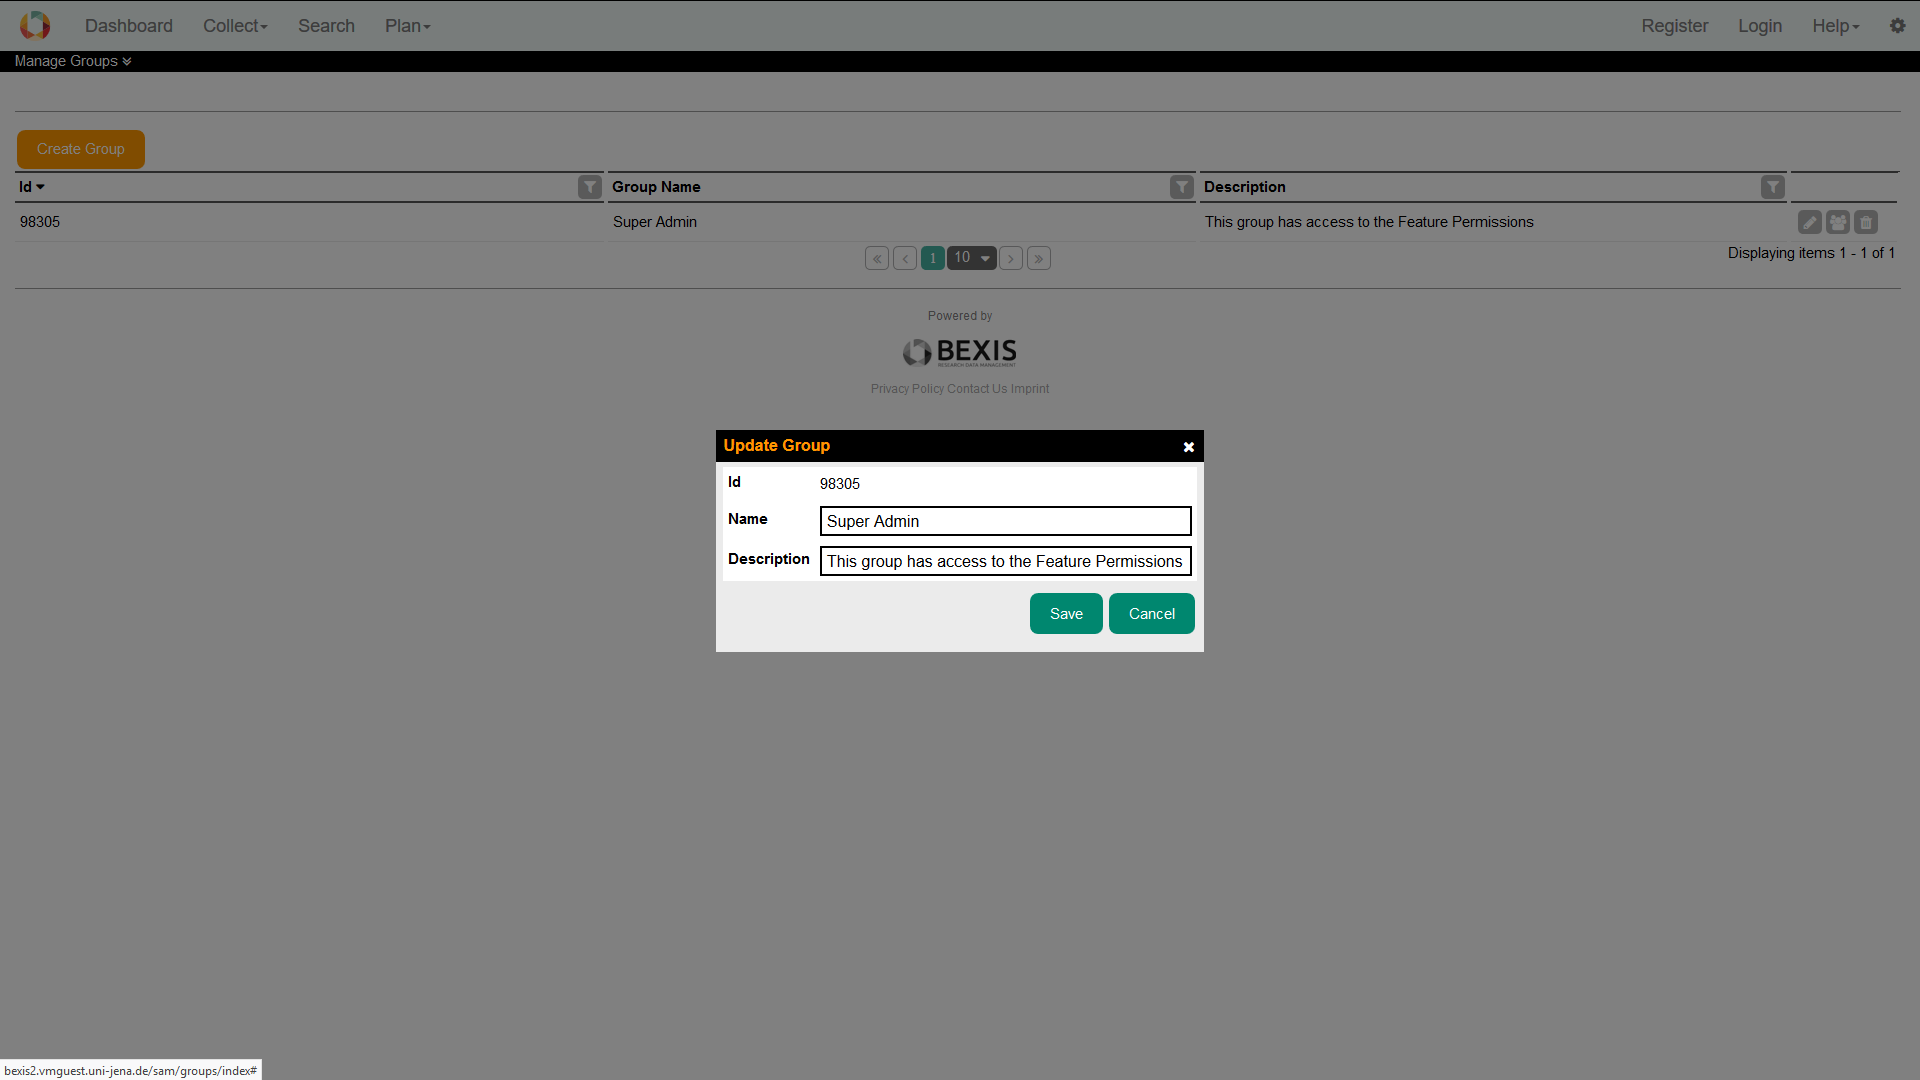 Dashboard Collect Search Plan Register Login Help
Manage Groups
Create Group
Id Group Name Description
98305 Super Admin This group has access to the Feature Permissions
« ‹ 1 10 › » Displaying items 1 - 1 of 1
Powered by
BEXIS
RESEARCH DATA MANAGEMENT
Privacy Policy Contact Us Imprint
Update Group
Id 98305
Name Super Admin
Description This group has access to the Feature Permissions
Save Cancel
bexis2.vmguest.uni-jena.de/sam/groups/index#